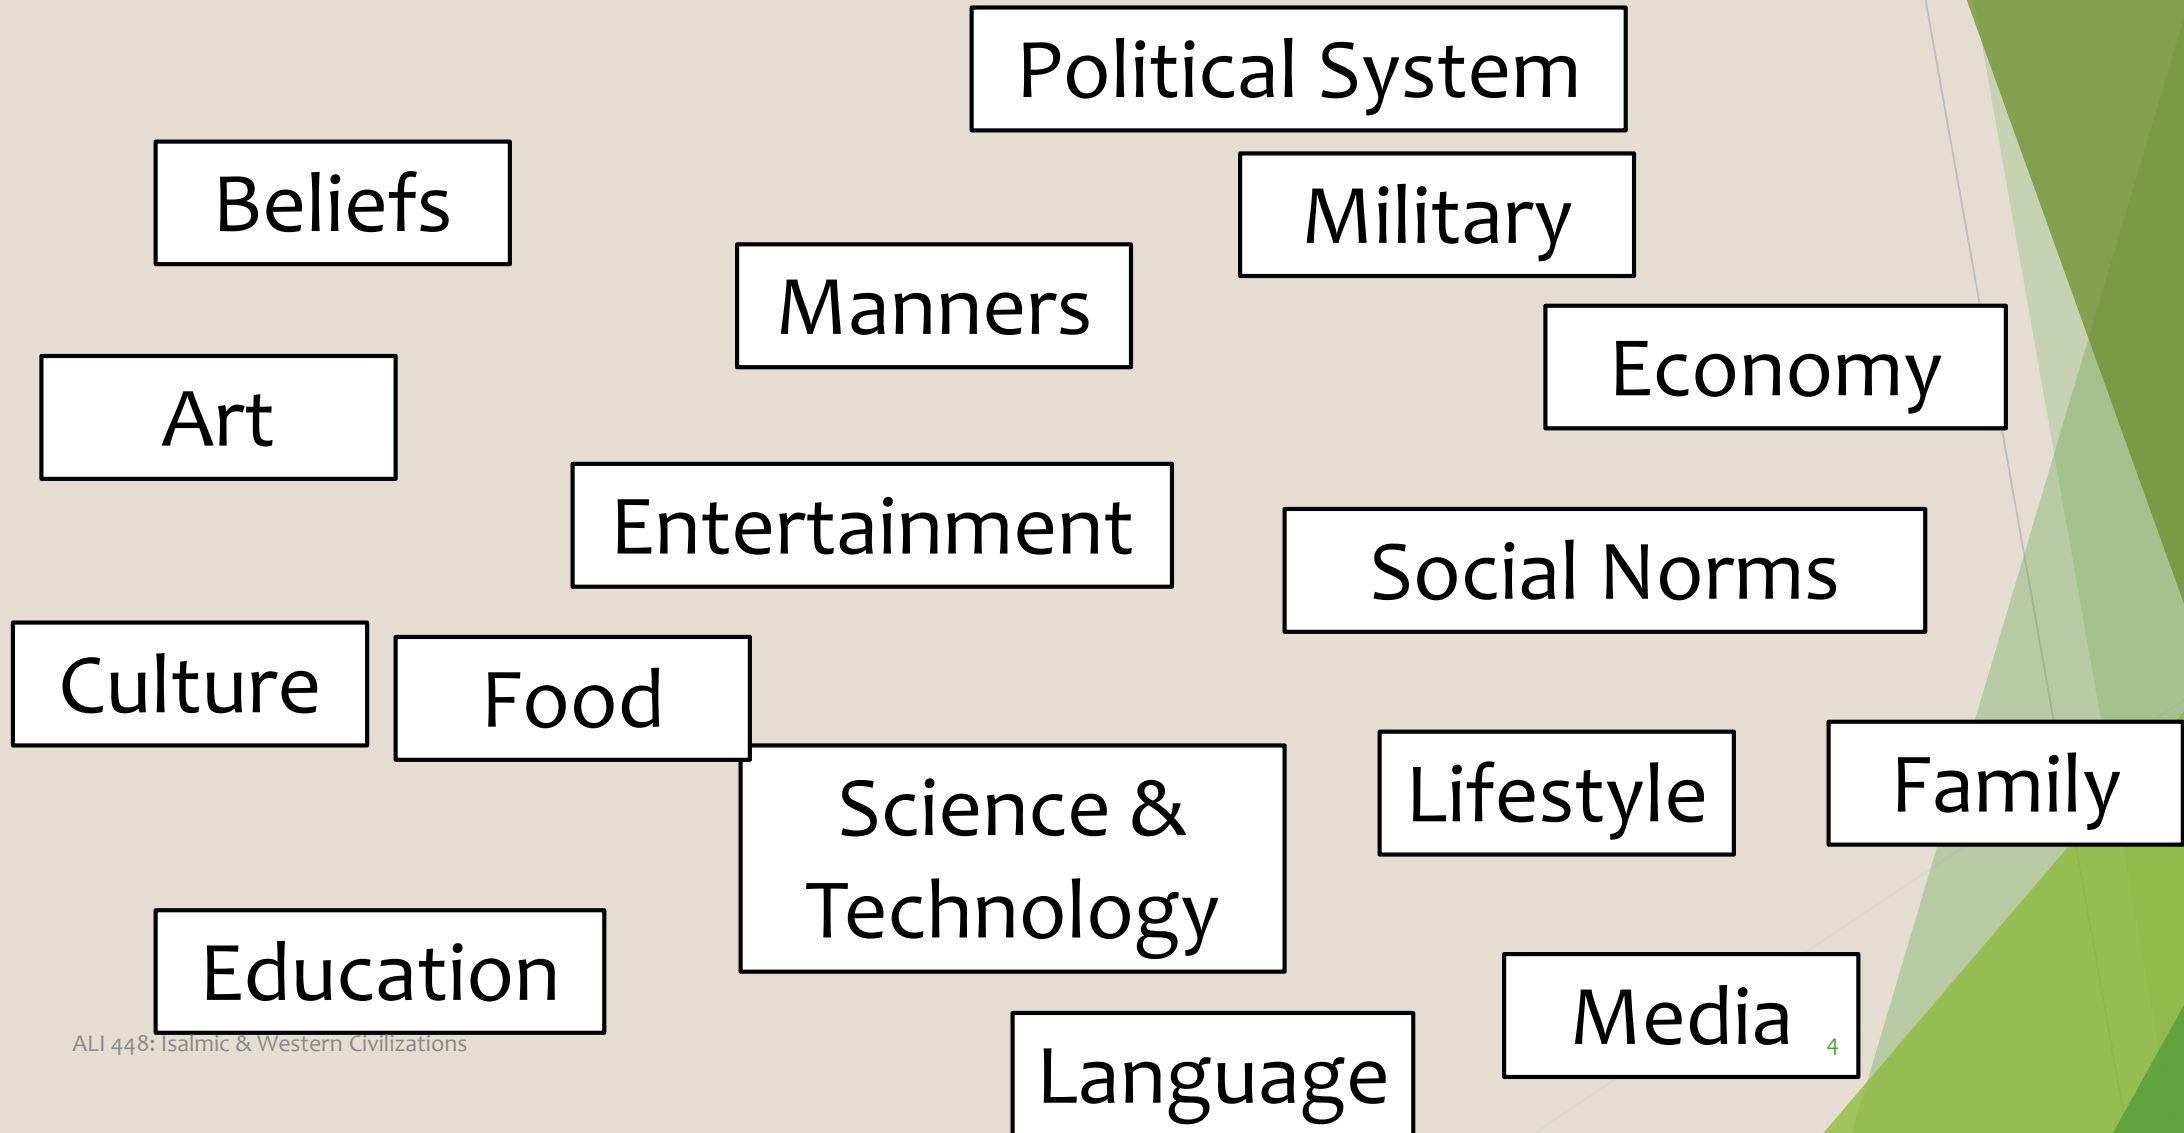 Political System
Beliefs
Military
Manners
Economy
Art
Entertainment
Social Norms
Culture
Food
Science &
Technology
Lifestyle
Family
Education
Media
ALI 448: Isalmic & Western Civilizations
4
Language